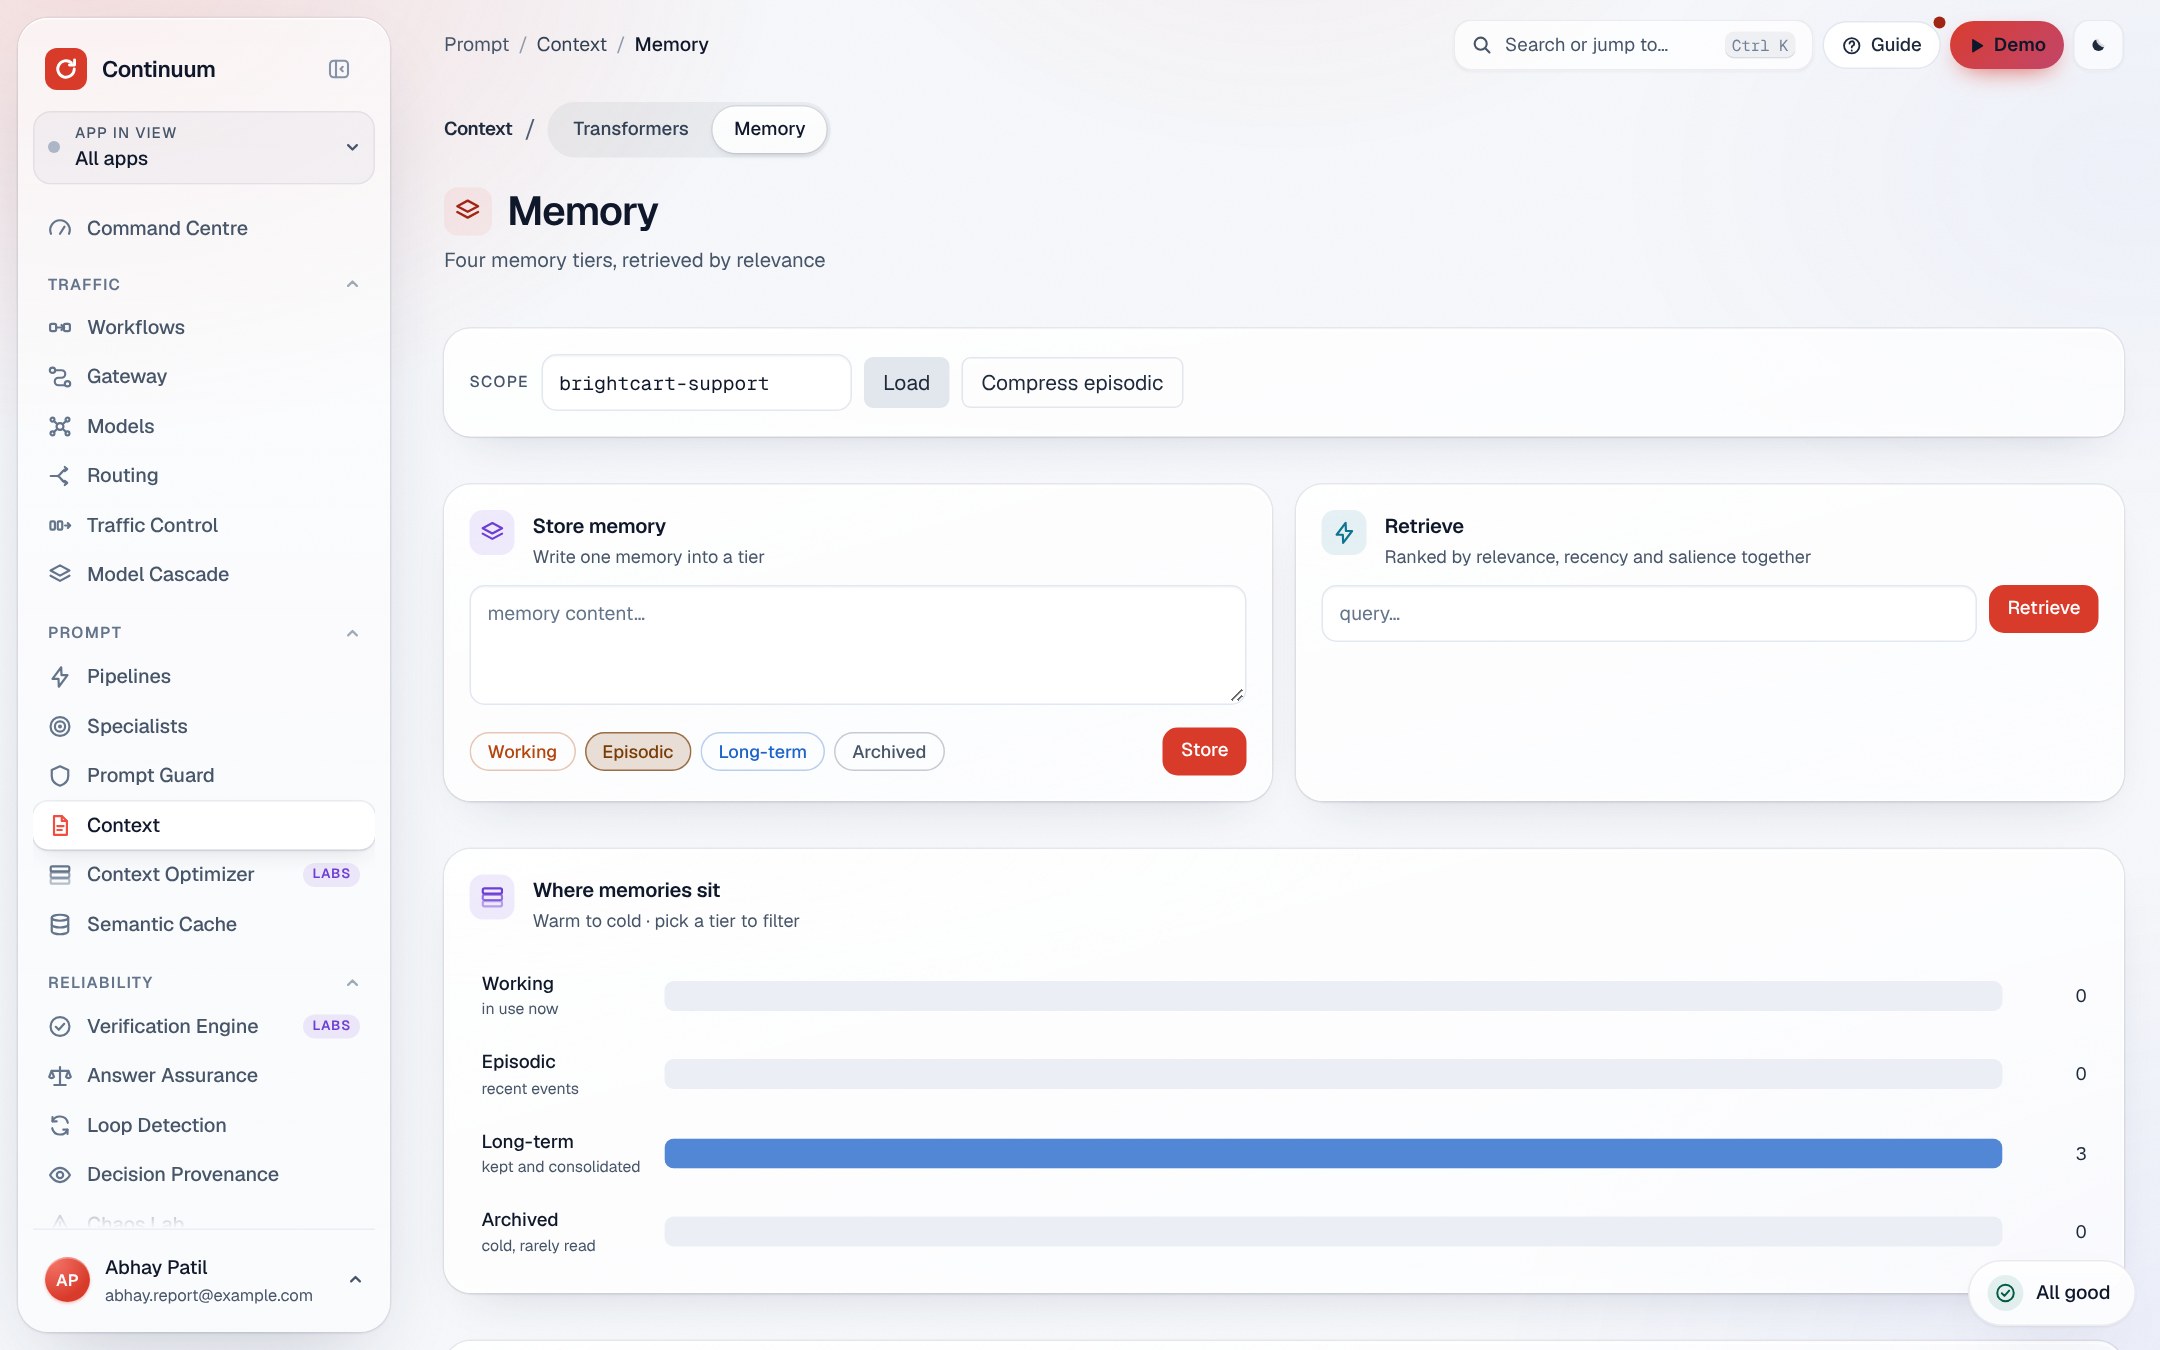 Continuum
APP IN VIEW
All apps
Command Centre
TRAFFIC
Workflows
Gateway
Models
Routing
Traffic Control
Model Cascade
PROMPT
Pipelines
Specialists
Prompt Guard
Context
Context Optimizer LABS
Semantic Cache
RELIABILITY
Verification Engine LABS
Answer Assurance
Loop Detection
Decision Provenance
Chaos Lab
AP
Abhay Patil
abhay.report@example.com
Prompt / Context / Memory
Search or jump to... Ctrl K
Guide
Demo
Context / Transformers Memory
Memory
Four memory tiers, retrieved by relevance
SCOPE brightcart-support Load Compress episodic
Store memory
Write one memory into a tier
memory content...
Working Episodic Long-term Archived Store
Retrieve
Ranked by relevance, recency and salience together
query... Retrieve
Where memories sit
Warm to cold · pick a tier to filter
Working 0
in use now
Episodic 0
recent events
Long-term 3
kept and consolidated
Archived 0
cold, rarely read
All good